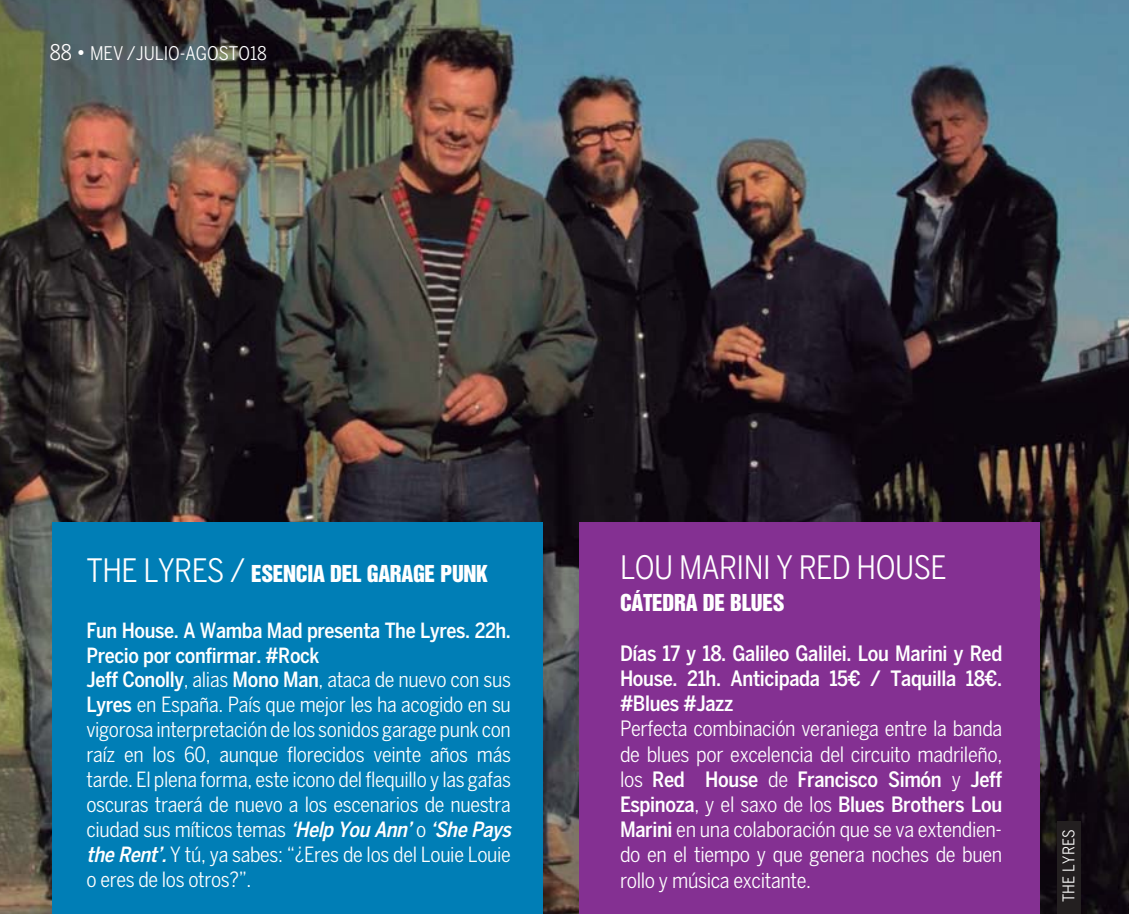 88 • MEV / JULIO-AGOSTO18
THE LYRES / ESENCIA DEL GARAGE PUNK
Fun House. A Wamba Mad presenta The Lyres. 22h.
Precio por confirmar. #Rock
Jeff Conolly, alias Mono Man, ataca de nuevo con sus
Lyres en España. País que mejor les ha acogido en su
vigorosa interpretación de los sonidos garage punk con
raíz en los 60, aunque florecidos veinte años más
tarde. El plena forma, este icono del flequillo y las gafas
oscuras traerá de nuevo a los escenarios de nuestra
ciudad sus míticos temas 'Help You Ann' o 'She Pays
the Rent'. Y tú, ya sabes: “¿Eres de los del Louie Louie
o eres de los otros?”.
LOU MARINI Y RED HOUSE
CÁTEDRA DE BLUES
Días 17 y 18. Galileo Galilei. Lou Marini y Red
House. 21h. Anticipada 15€ / Taquilla 18€.
#Blues #Jazz
Perfecta combinación veraniega entre la banda
de blues por excelencia del circuito madrileño,
los Red House de Francisco Simón y Jeff
Espinoza, y el saxo de los Blues Brothers Lou
Marini en una colaboración que se va extendien-
do en el tiempo y que genera noches de buen
rollo y música excitante.
THE LYRES